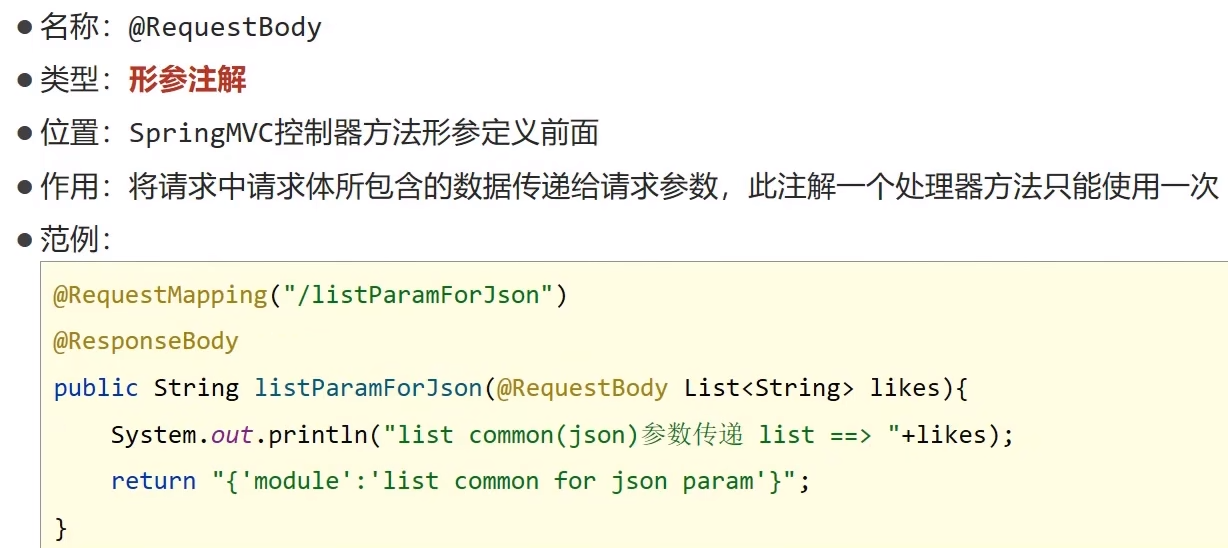 ● 名称：@RequestBody
● 类型：形参注解
● 位置：SpringMVC控制器方法形参定义前面
● 作用：将请求中请求体所包含的数据传递给请求参数，此注解一个处理器方法只能使用一次
● 范例：
@RequestMapping("/listParamForJson")
@ResponseBody
public String listParamForJson(@RequestBody List<String> likes){
    System.out.println("list common(json)参数传递 list ==> "+likes);
    return "{'module':'list common for json param'}";
}